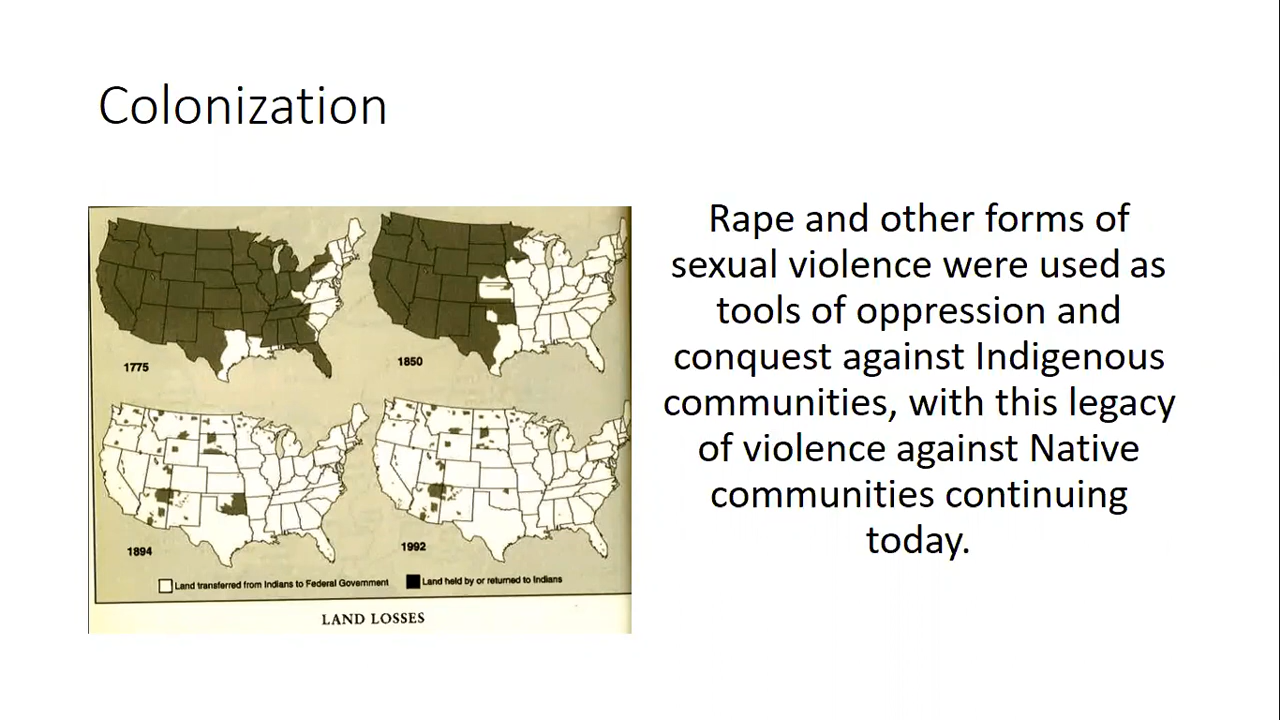 Colonization
1775
1850
1894
1992
Land transferred from Indians to Federal Government
Land held by or returned to Indians
LAND LOSSES
Rape and other forms of
sexual violence were used as
tools of oppression and
conquest against Indigenous
communities, with this legacy
of violence against Native
communities continuing
today.